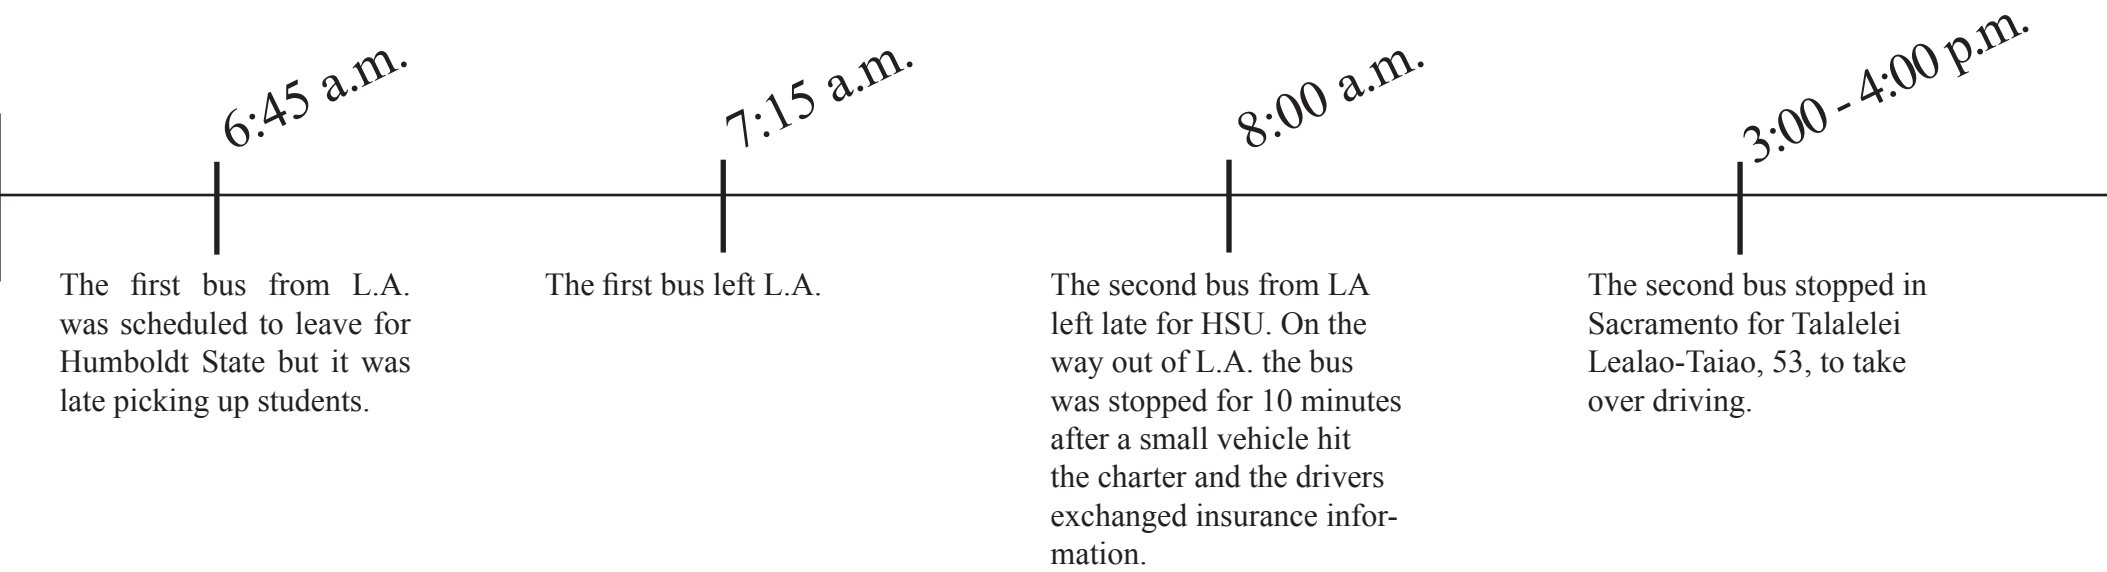 6:45 a.m.
The first bus from L.A.
was scheduled to leave for
Humboldt State but it was
late picking up students.
7:15 a.m.
The first bus left L.A.
8:00 a.m.
The second bus from LA
left late for HSU. On the
way out of L.A. the bus
was stopped for 10 minutes
after a small vehicle hit
the charter and the drivers
exchanged insurance infor-
mation.
3:00 - 4:00 p.m.
The second bus stopped in
Sacramento for Talalelei
Lealao-Taiao, 53, to take
over driving.